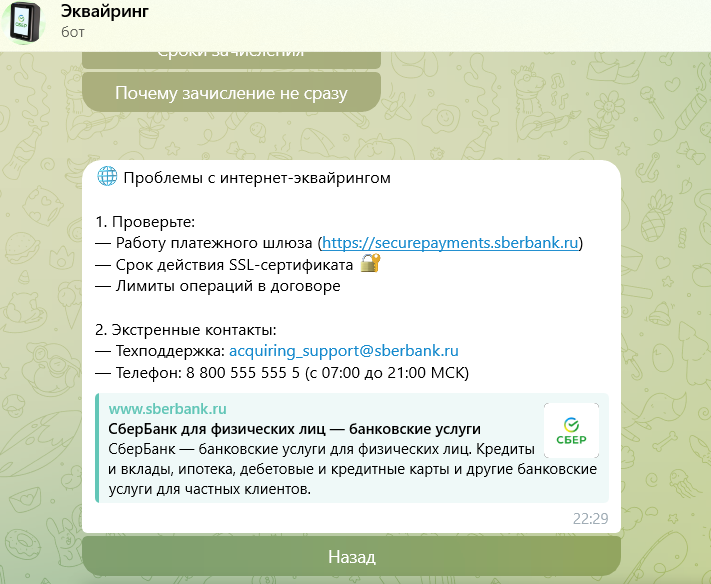 Эквайринг
бот
Сроки зачисления
Почему зачисление не сразу
Проблемы с интернет-эквайрингом
1. Проверьте:
— Работу платежного шлюза (https://securepayments.sberbank.ru)
— Срок действия SSL-сертификата
— Лимиты операций в договоре
2. Экстренные контакты:
— Техподдержка: acquiring_support@sberbank.ru
— Телефон: 8 800 555 555 5 (с 07:00 до 21:00 МСК)
www.sberbank.ru
СберБанк для физических лиц — банковские услуги
СберБанк — банковские услуги для физических лиц. Кредиты
и вклады, ипотека, дебетовые и кредитные карты и другие банковские
услуги для частных клиентов.
СБЕР
22:29
Назад